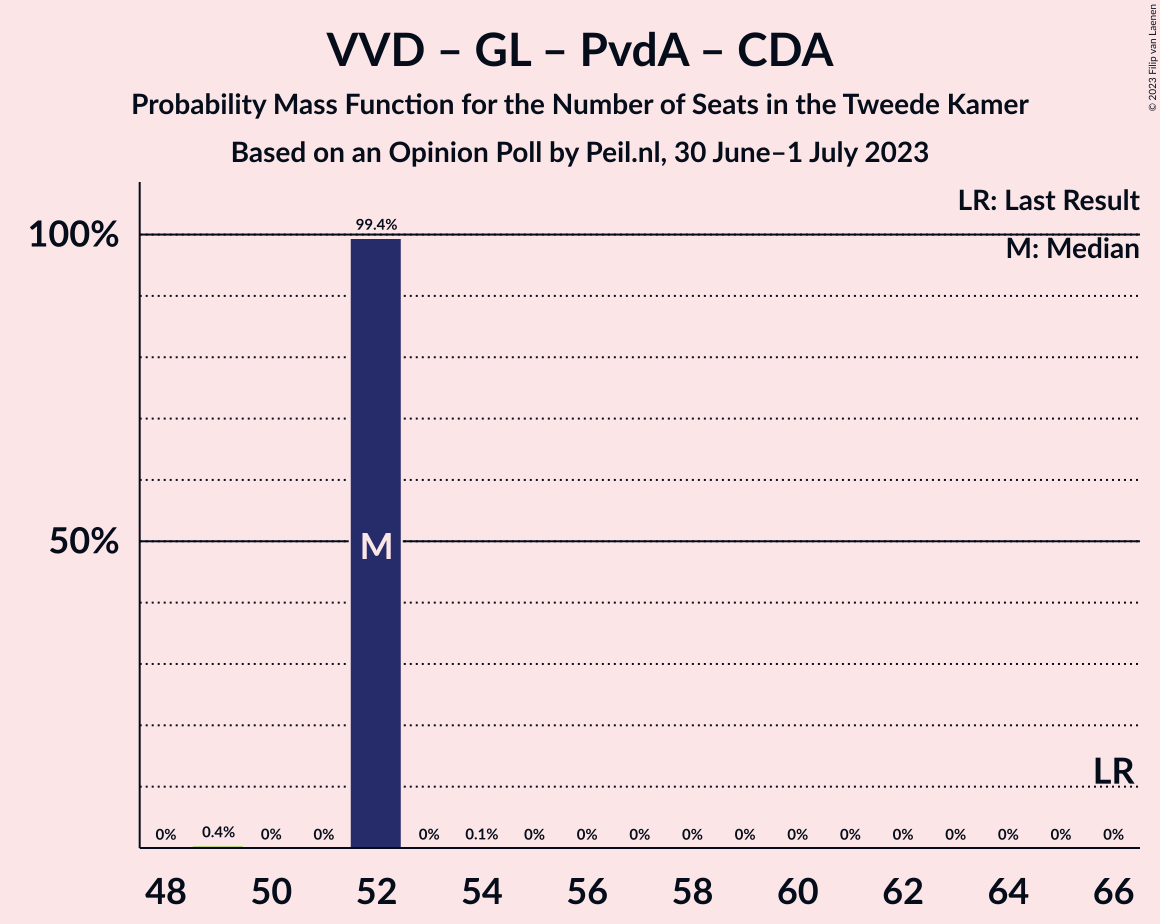 VVD – GL – PvdA – CDA
Probability Mass Function for the Number of Seats in the Tweede Kamer
Based on an Opinion Poll by Peil.nl, 30 June–1 July 2023
© 2023 Filip van Laenen
LR: Last Result
M: Median
100%
50%
99.4%
M
LR
0% 0.4% 0% 0% 0% 0.1% 0% 0% 0% 0% 0% 0% 0% 0% 0% 0% 0% 0%
48 50 52 54 56 58 60 62 64 66